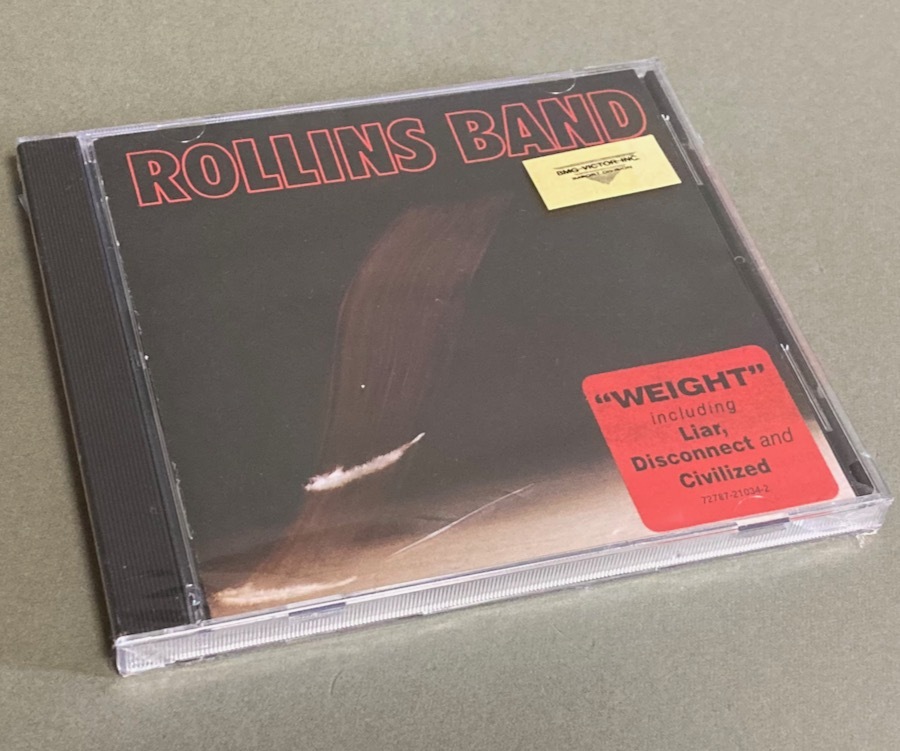 ROLLINS BAND
BMG VICTOR, INC.
"WEIGHT"
including
Liar,
Disconnect and
Civilized
72787-21034-2